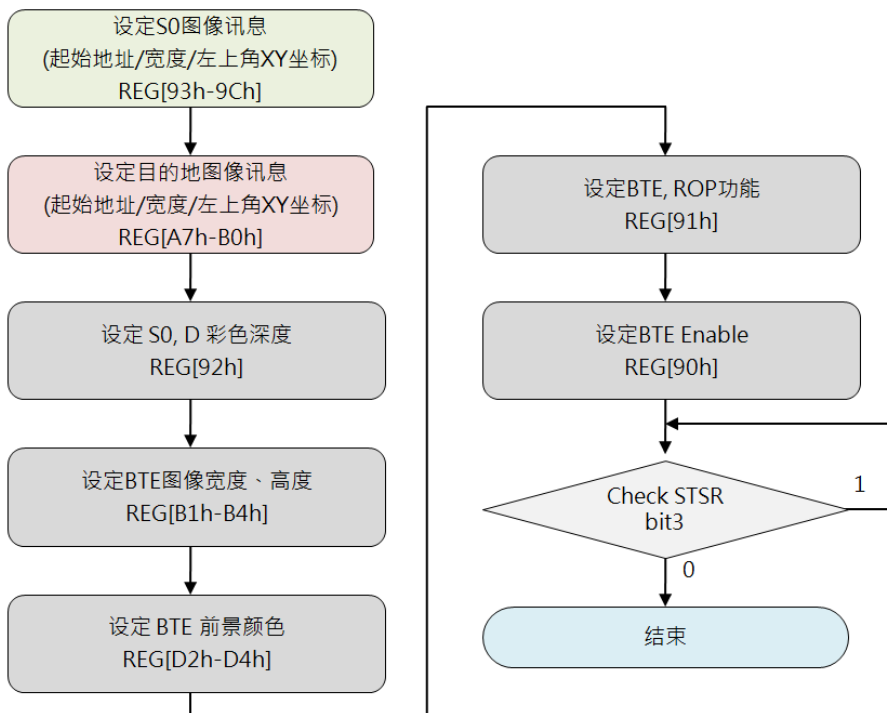 设定S0图像讯息
(起始地址/宽度/左上角XY坐标)
REG[93h-9Ch]
设定目的地图像讯息
(起始地址/宽度/左上角XY坐标)
REG[A7h-B0h]
设定 S0, D 彩色深度
REG[92h]
设定BTE图像宽度、高度
REG[B1h-B4h]
设定 BTE 前景颜色
REG[D2h-D4h]
设定BTE, ROP功能
REG[91h]
设定BTE Enable
REG[90h]
Check STSR
bit3
1
0
结束